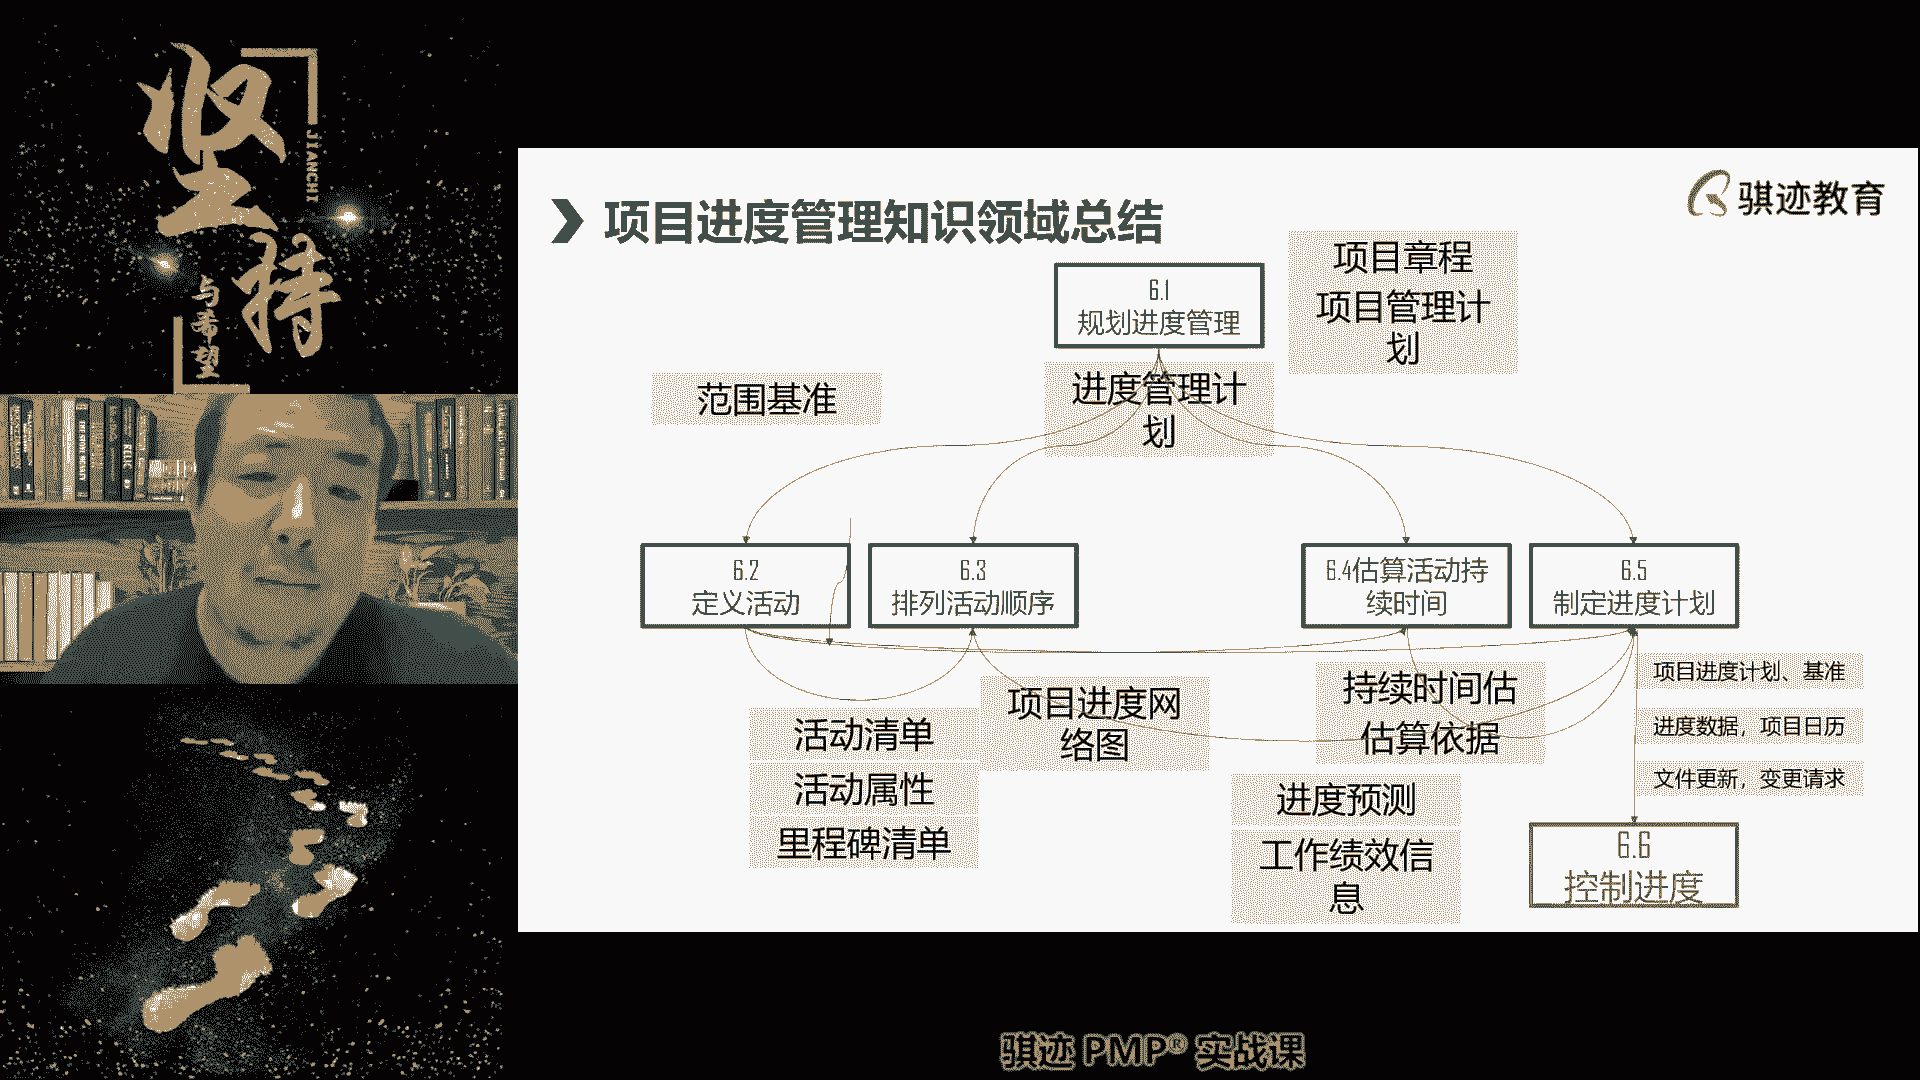 坚持
JIANCHI
与希望
骐迹教育
项目进度管理知识领域总结
6.1
规划进度管理
项目章程
项目管理计
划
范围基准
进度管理计
划
6.2
定义活动
6.3
排列活动顺序
6.4估算活动持
续时间
6.5
制定进度计划
活动清单
活动属性
里程碑清单
项目进度网
络图
持续时间估
估算依据
进度预测
工作绩效信
息
项目进度计划、基准
进度数据，项目日历
文件更新，变更请求
6.6
控制进度
骐迹 PMP® 实战课